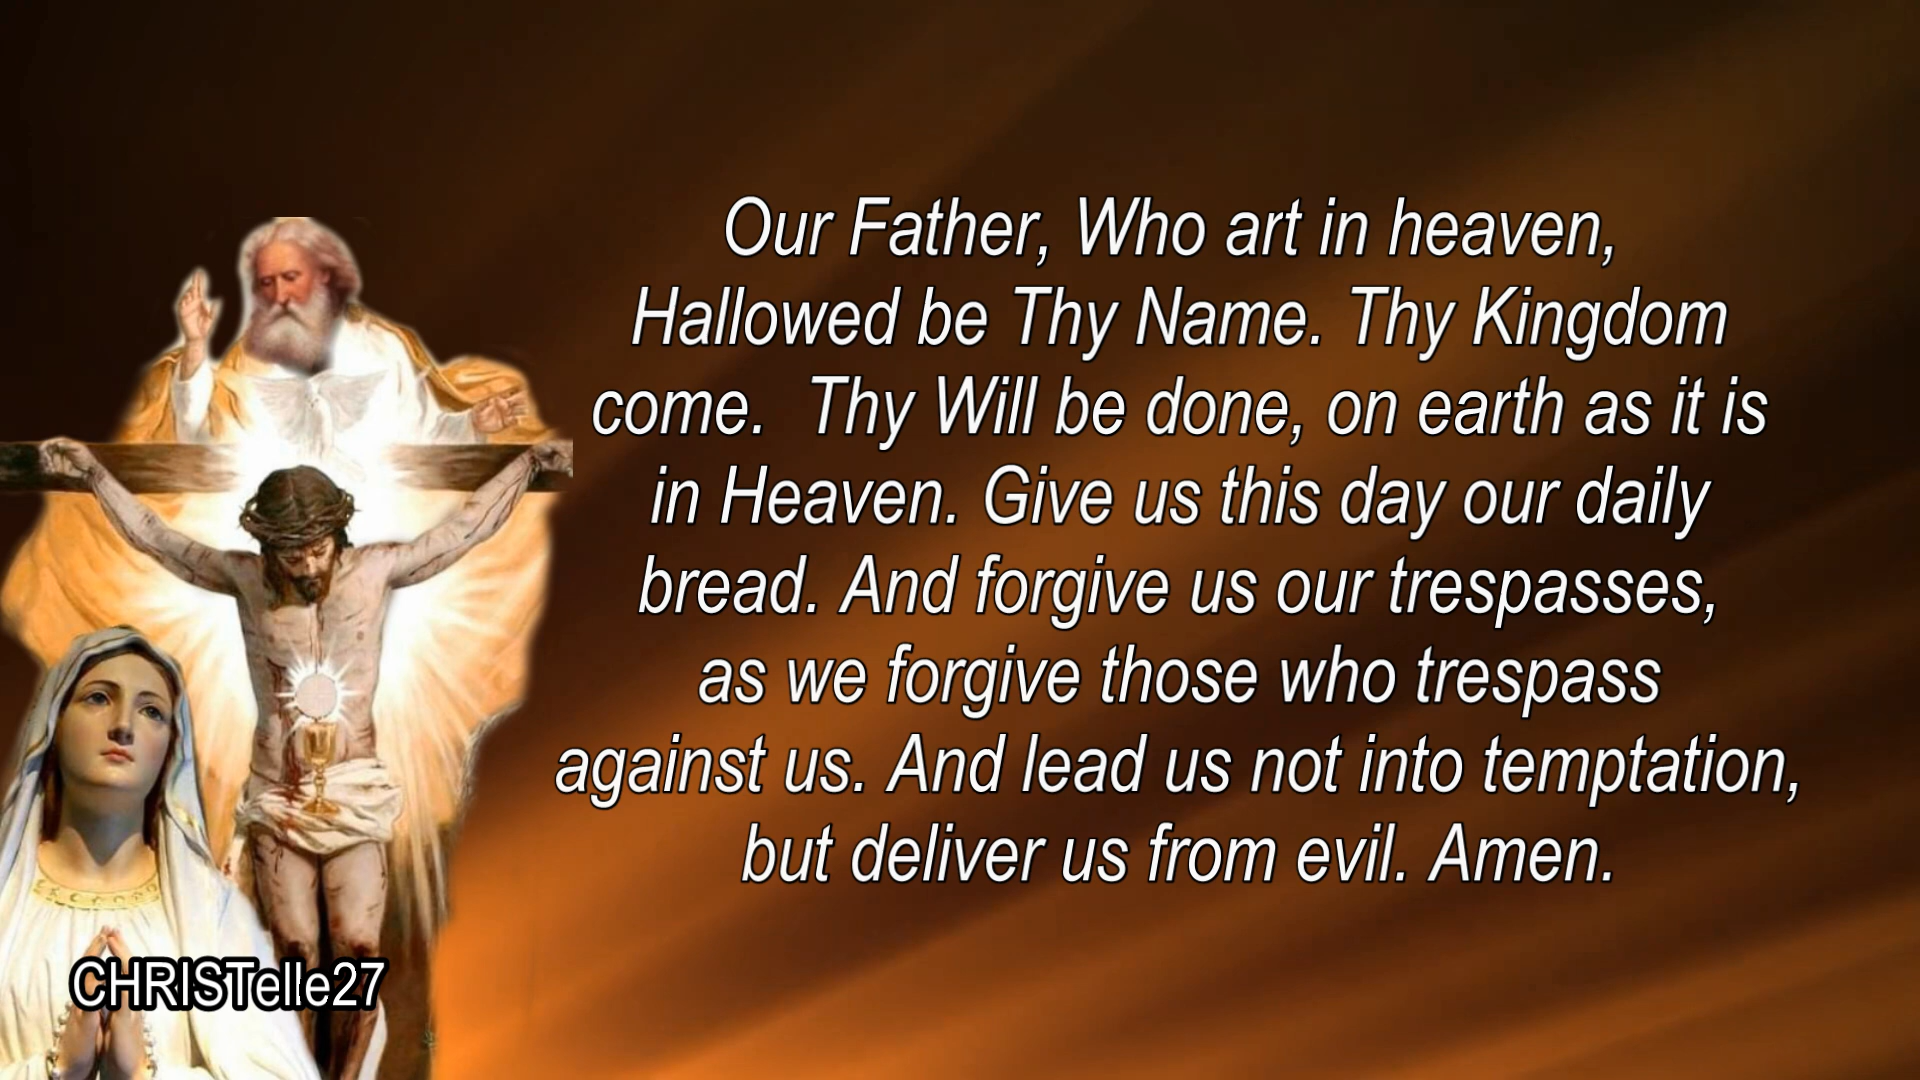 Our Father, Who art in heaven,
Hallowed be Thy Name. Thy Kingdom
come.  Thy Will be done, on earth as it is
in Heaven. Give us this day our daily
bread. And forgive us our trespasses,
as we forgive those who trespass
against us. And lead us not into temptation,
but deliver us from evil. Amen.
CHRISTelle27